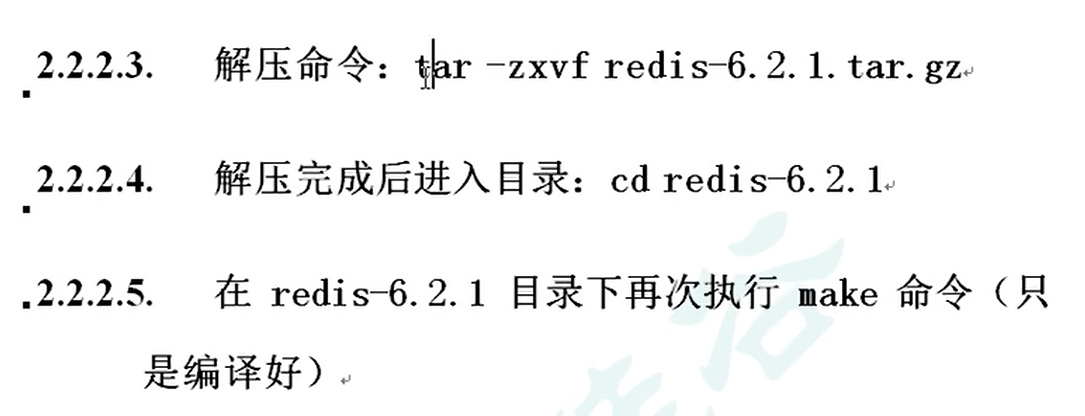 2.2.2.3. 解压命令：tar -zxvf redis-6.2.1.tar.gz
2.2.2.4. 解压完成后进入目录：cd redis-6.2.1
2.2.2.5. 在 redis-6.2.1 目录下再次执行 make 命令（只
是编译好）
谷